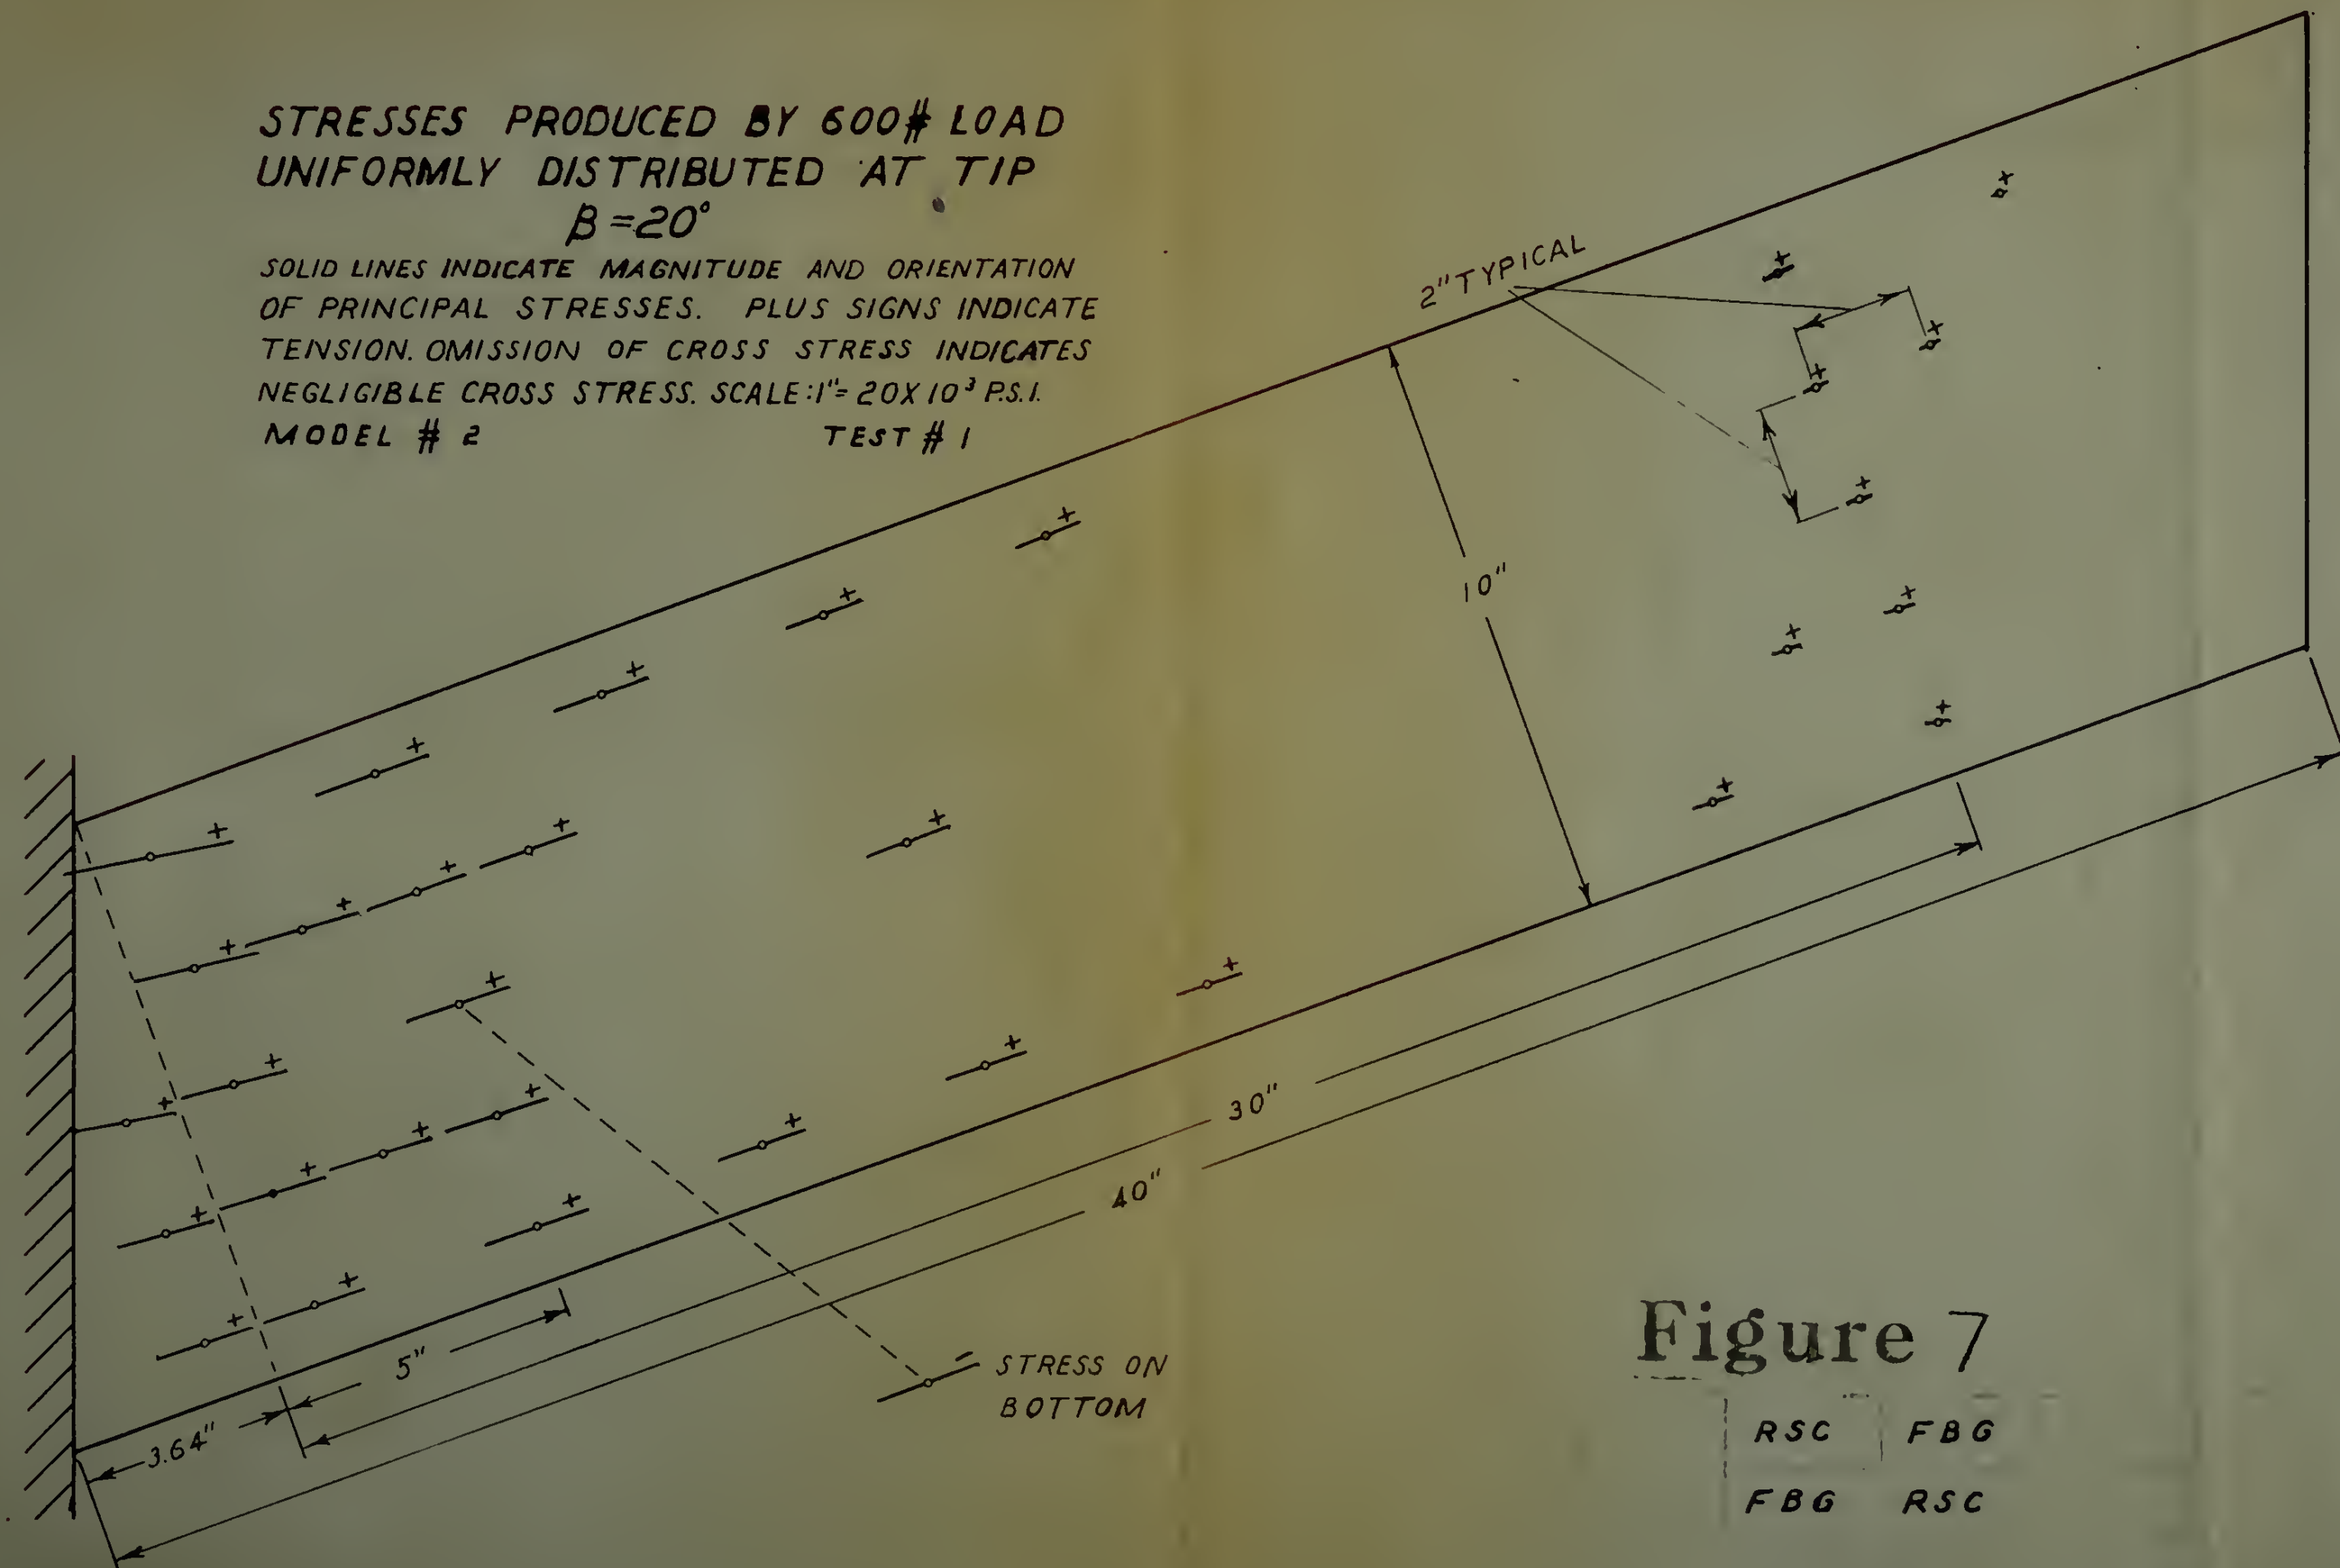 STRESSES PRODUCED BY 600# LOAD
UNIFORMLY DISTRIBUTED AT TIP
β = 20°
SOLID LINES INDICATE MAGNITUDE AND ORIENTATION
OF PRINCIPAL STRESSES. PLUS SIGNS INDICATE
TENSION. OMISSION OF CROSS STRESS INDICATES
NEGLIGIBLE CROSS STRESS. SCALE: 1" = 20 X 10³ P.S.I.
MODEL # 2 TEST # 1
2" TYPICAL
10"
30"
40"
5"
3.64"
STRESS ON
BOTTOM
Figure 7
RSC FBG
FBG RSC